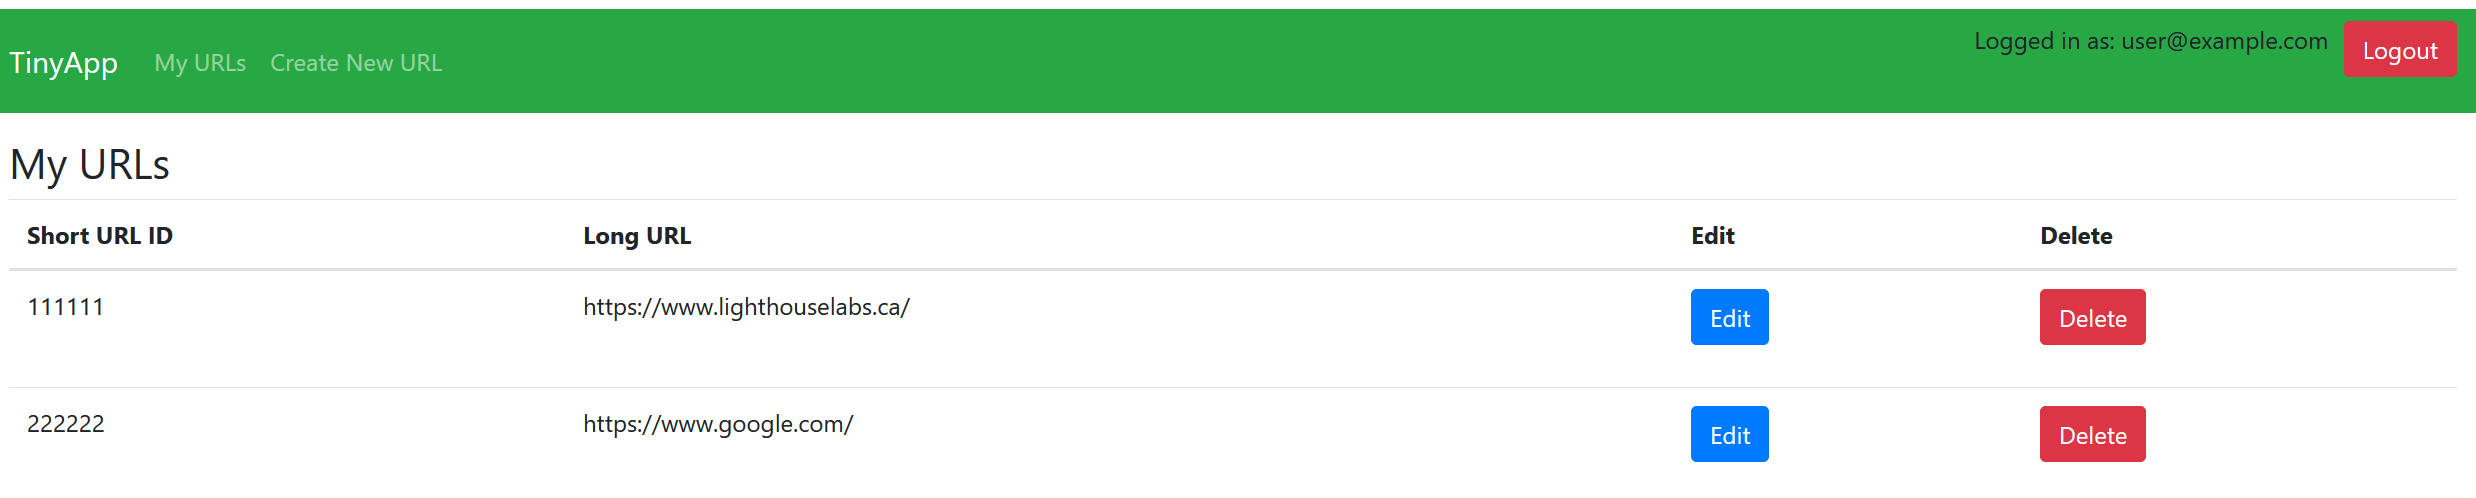 TinyApp My URLs Create New URL Logged in as: user@example.com Logout
My URLs
Short URL ID Long URL Edit Delete
111111 https://www.lighthouselabs.ca/ Edit Delete
222222 https://www.google.com/ Edit Delete